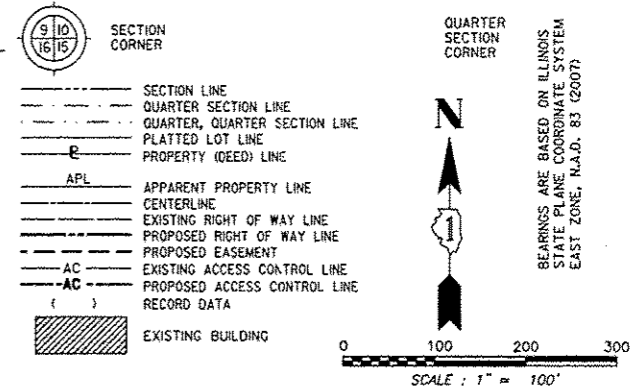 9 10
16 15
SECTION
CORNER
QUARTER
SECTION
CORNER
SECTION LINE
QUARTER SECTION LINE
QUARTER, QUARTER SECTION LINE
PLATTED LOT LINE
PROPERTY (DEED) LINE
APL
APPARENT PROPERTY LINE
CENTERLINE
EXISTING RIGHT OF WAY LINE
PROPOSED RIGHT OF WAY LINE
PROPOSED EASEMENT
AC EXISTING ACCESS CONTROL LINE
AC PROPOSED ACCESS CONTROL LINE
( ) RECORD DATA
EXISTING BUILDING
N
1
BEARINGS ARE BASED ON ILLINOIS
STATE PLANE COORDINATE SYSTEM
EAST ZONE, N.A.D. 83 (2007)
0 100 200 300
SCALE : 1" = 100'